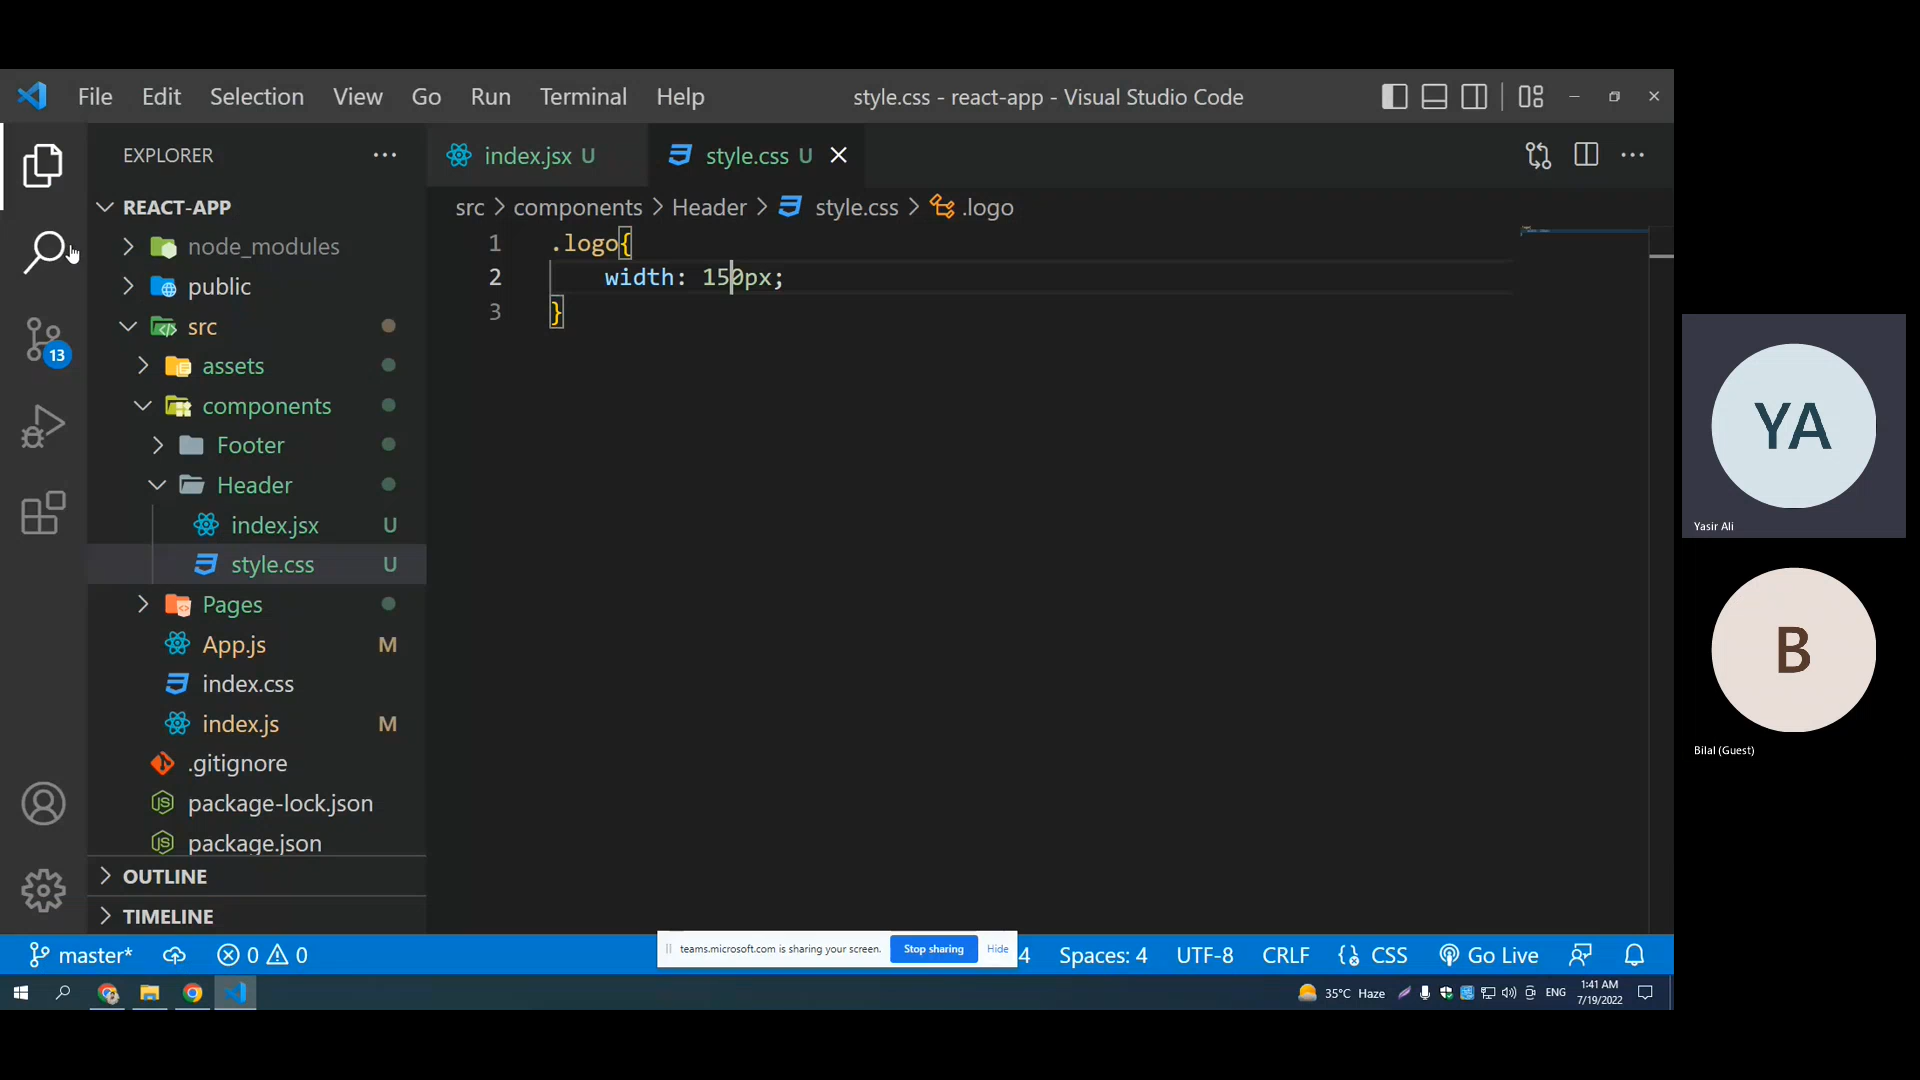 File Edit Selection View Go Run Terminal Help style.css - react-app - Visual Studio Code
EXPLORER
index.jsx U
style.css U
REACT-APP
src components Header style.css .logo
node_modules
public
src
assets
components
Footer
Header
index.jsx U
style.css U
Pages
App.js M
index.css
index.js M
.gitignore
package-lock.json
package.json
OUTLINE
TIMELINE
13
1 .logo{
2 width: 150px;
3 }
YA
Yasir Ali
B
Bilal (Guest)
teams.microsoft.com is sharing your screen. Stop sharing Hide
master* 0 0 4 Spaces: 4 UTF-8 CRLF CSS Go Live
35°C Haze ENG 1:41 AM
7/19/2022